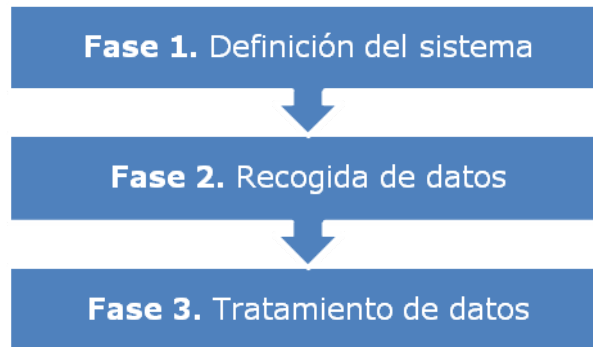 Fase 1. Definición del sistema
Fase 2. Recogida de datos
Fase 3. Tratamiento de datos